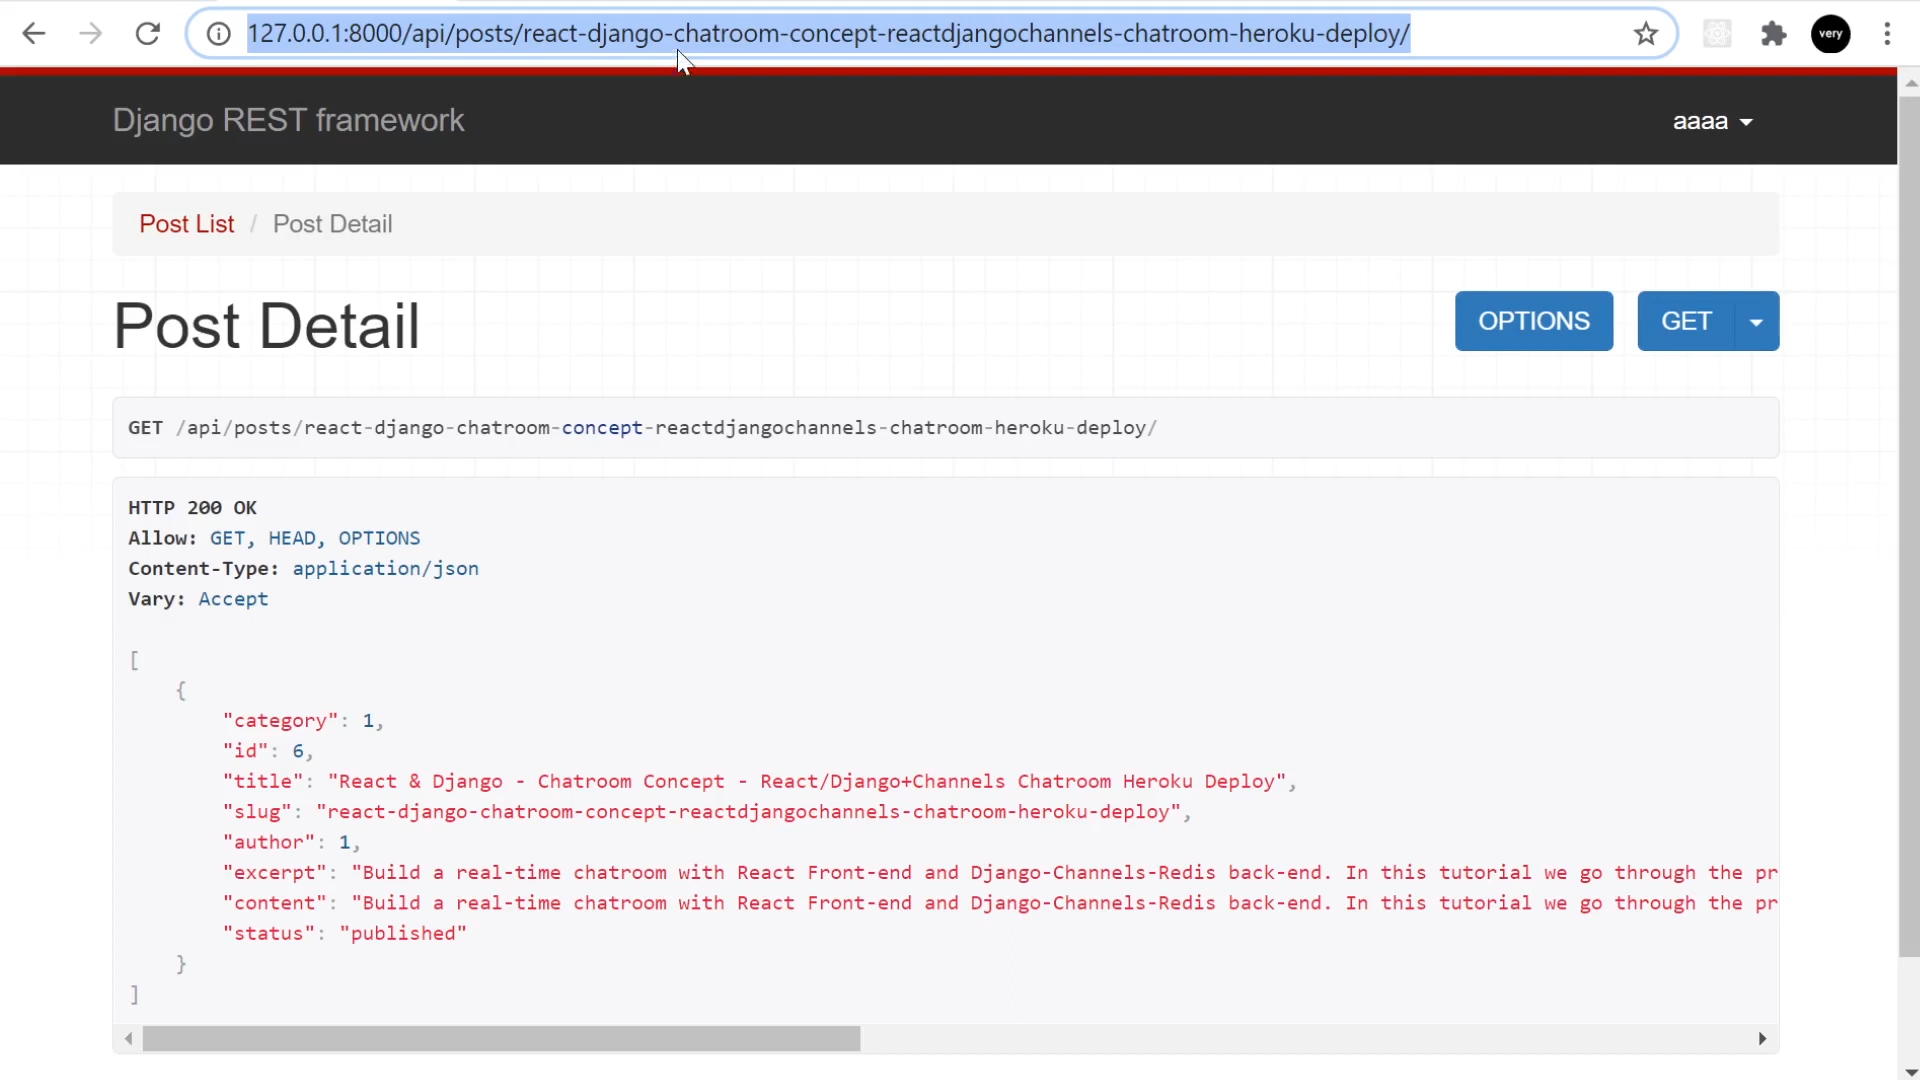 127.0.0.1:8000/api/posts/react-django-chatroom-concept-reactdjangochannels-chatroom-heroku-deploy/
very
Django REST framework
aaaa
Post List / Post Detail
Post Detail
OPTIONS
GET
GET /api/posts/react-django-chatroom-concept-reactdjangochannels-chatroom-heroku-deploy/
HTTP 200 OK
Allow: GET, HEAD, OPTIONS
Content-Type: application/json
Vary: Accept
[
{
"category": 1,
"id": 6,
"title": "React & Django - Chatroom Concept - React/Django+Channels Chatroom Heroku Deploy",
"slug": "react-django-chatroom-concept-reactdjangochannels-chatroom-heroku-deploy",
"author": 1,
"excerpt": "Build a real-time chatroom with React Front-end and Django-Channels-Redis back-end. In this tutorial we go through the pr
"content": "Build a real-time chatroom with React Front-end and Django-Channels-Redis back-end. In this tutorial we go through the pr
"status": "published"
}
]